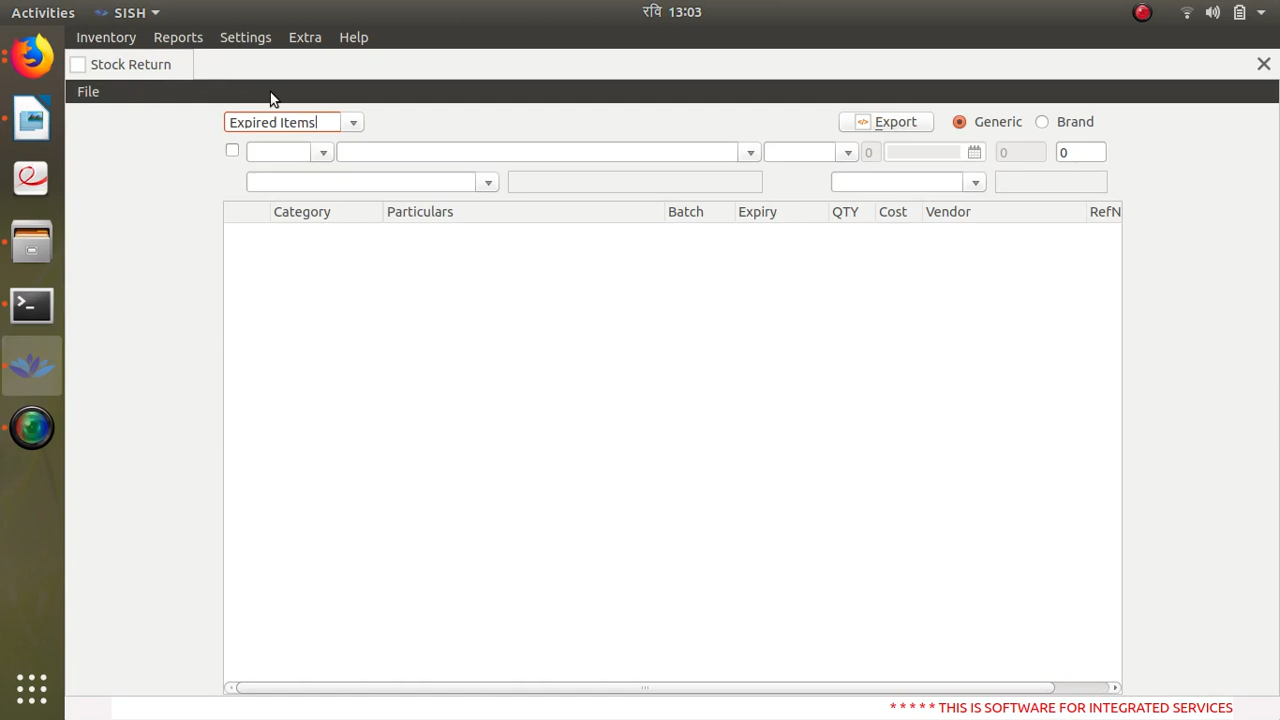 Activities SISH रवि 13:03
Inventory Reports Settings Extra Help
Stock Return
File
Expired Items Export Generic Brand
0 0 0
Category Particulars Batch Expiry QTY Cost Vendor RefN
* * * * * THIS IS SOFTWARE FOR INTEGRATED SERVICES